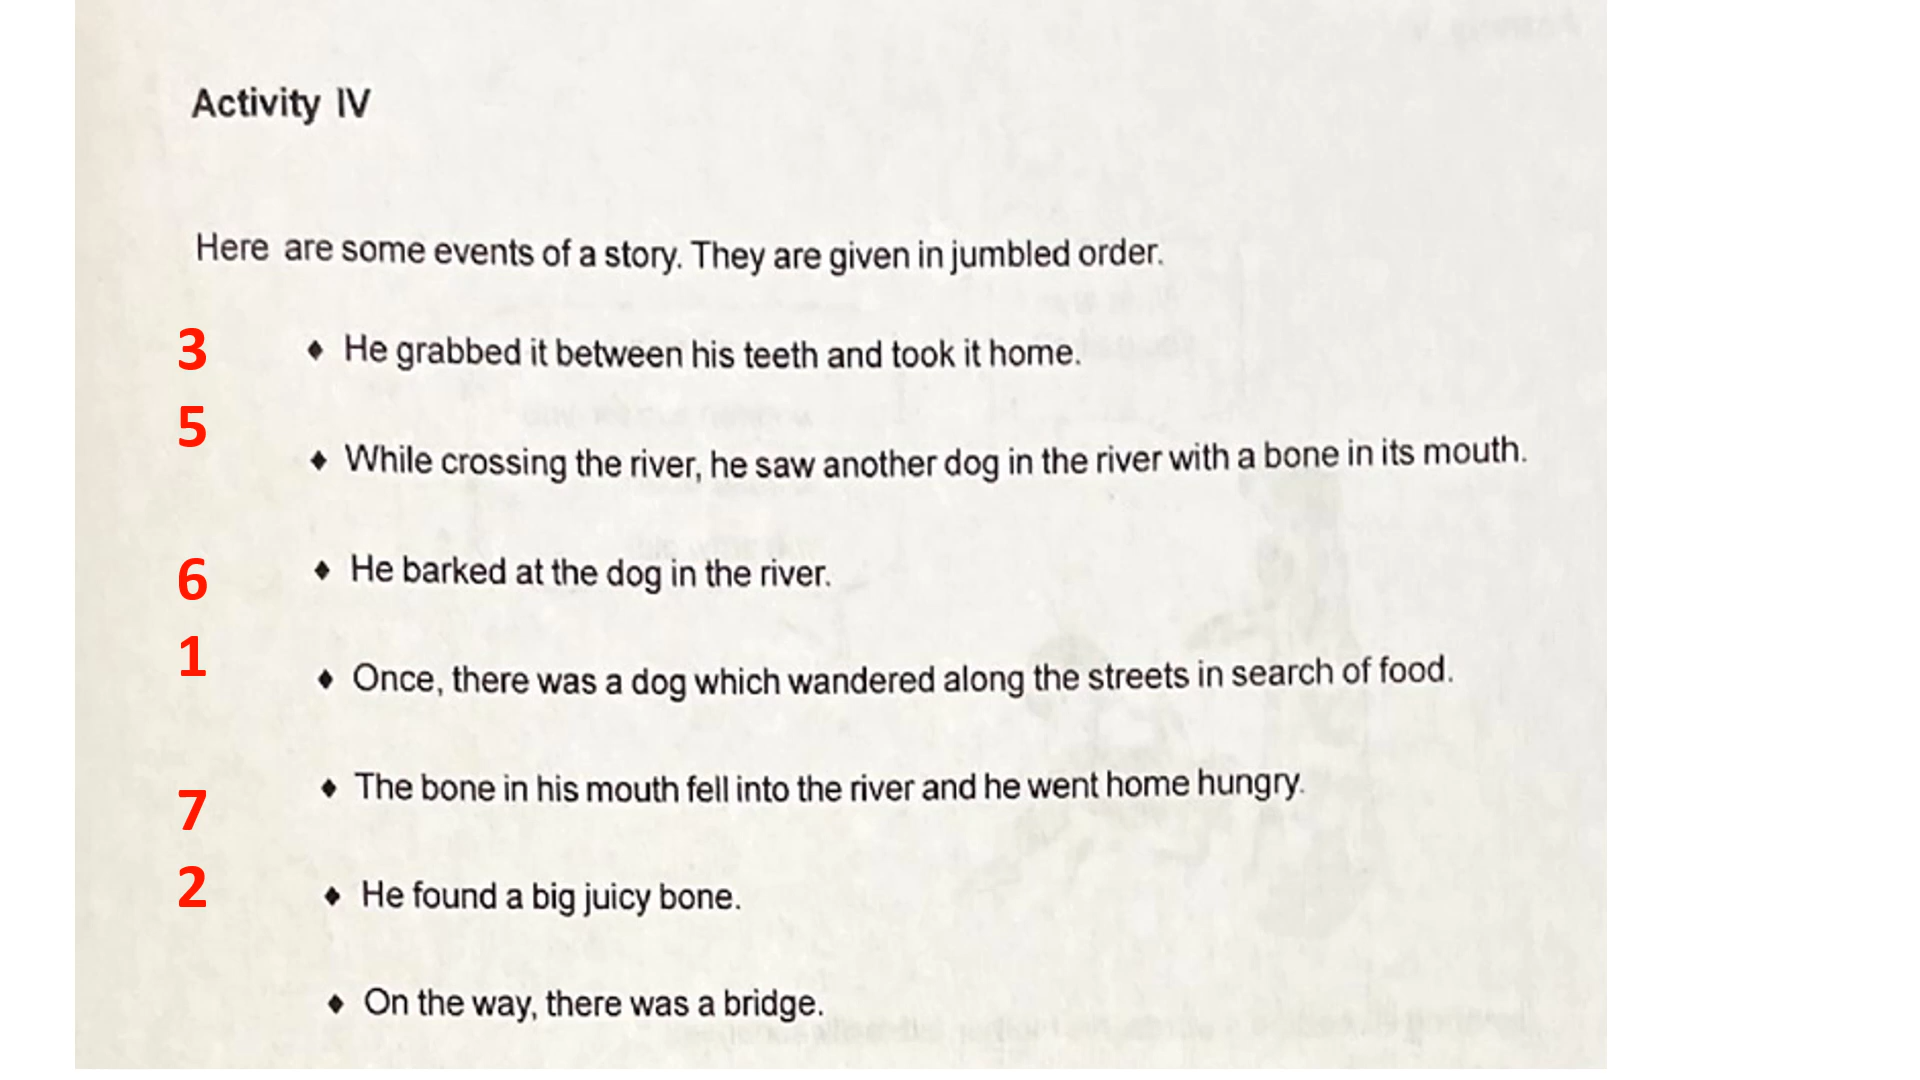 Activity IV
Here are some events of a story. They are given in jumbled order.
3 ♦ He grabbed it between his teeth and took it home.
5 ♦ While crossing the river, he saw another dog in the river with a bone in its mouth.
6 ♦ He barked at the dog in the river.
1 ♦ Once, there was a dog which wandered along the streets in search of food.
7 ♦ The bone in his mouth fell into the river and he went home hungry.
2 ♦ He found a big juicy bone.
♦ On the way, there was a bridge.